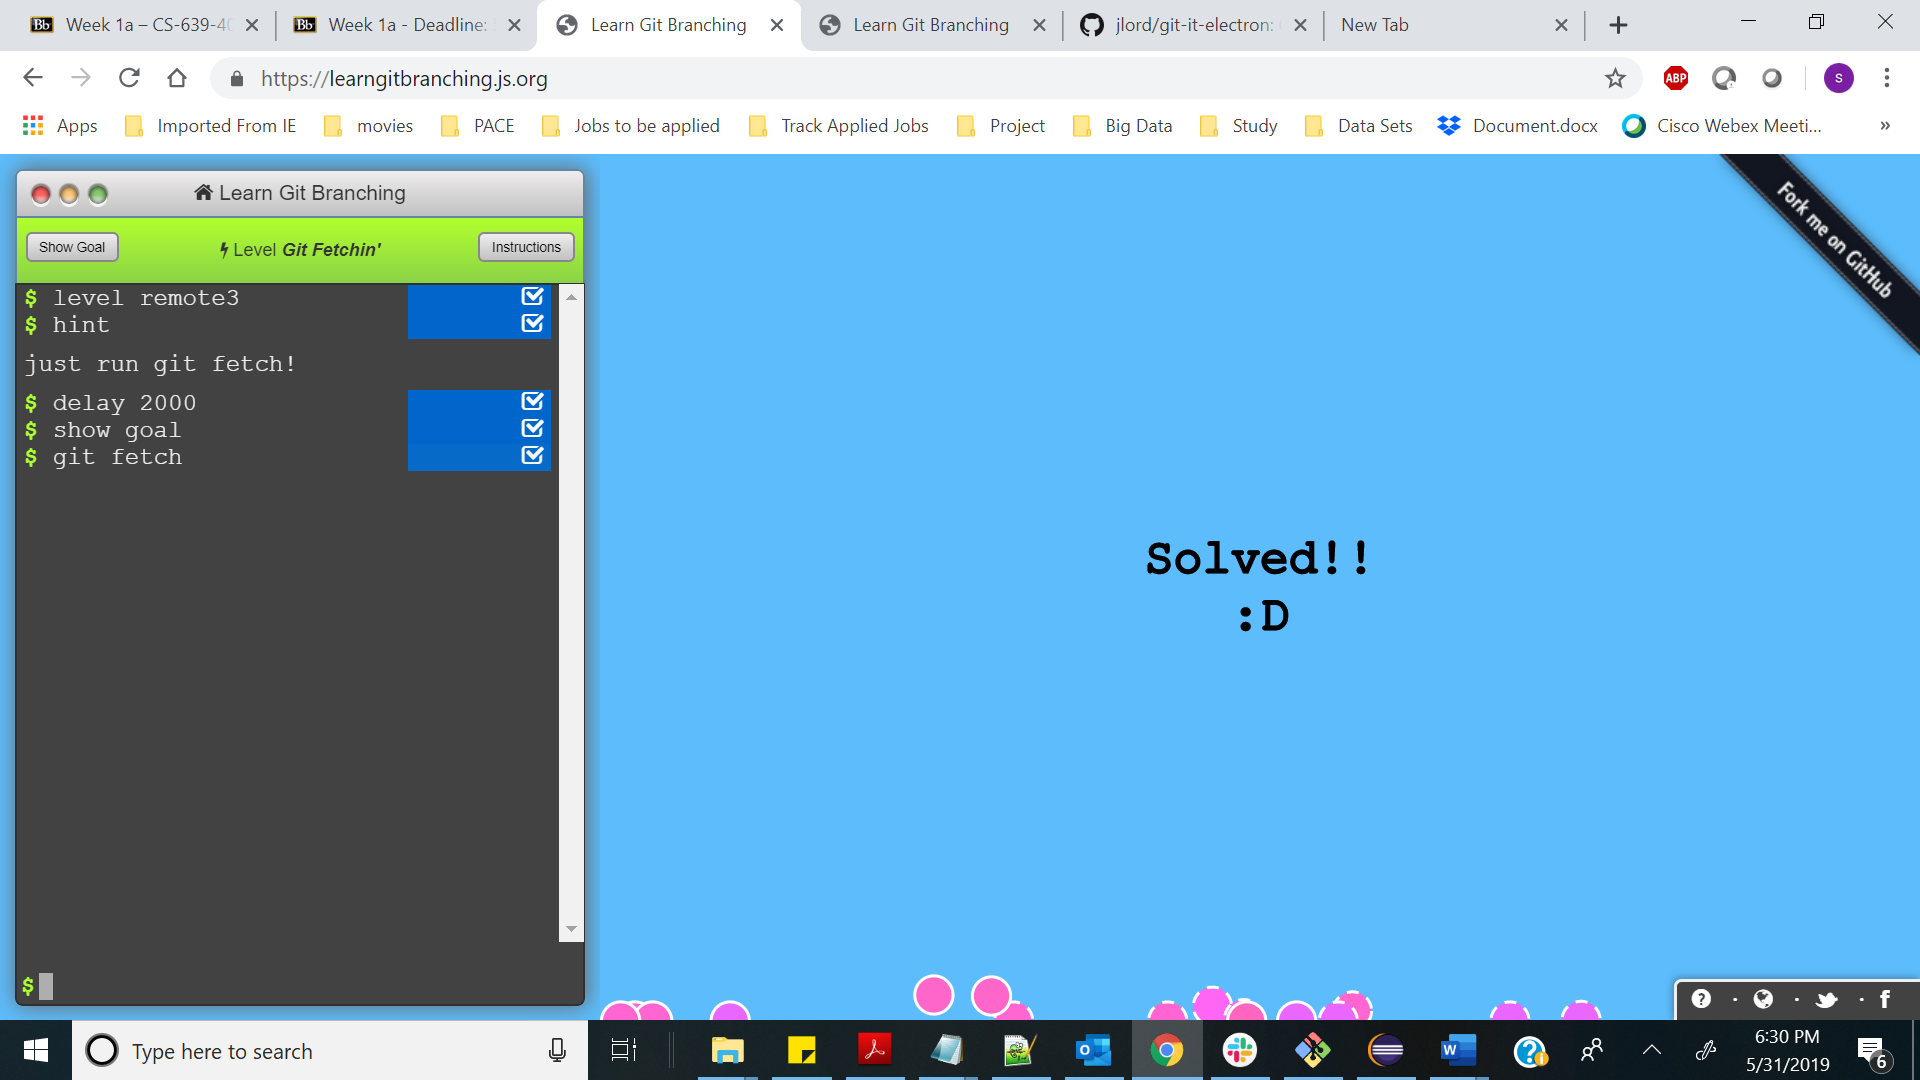 Week 1a – CS-639-40
Week 1a - Deadline:
Learn Git Branching
Learn Git Branching
jlord/git-it-electron:
New Tab
https://learngitbranching.js.org
ABP
s
Apps
Imported From IE
movies
PACE
Jobs to be applied
Track Applied Jobs
Project
Big Data
Study
Data Sets
Document.docx
Cisco Webex Meeti...
»
Learn Git Branching
Show Goal
Level Git Fetchin'
Instructions
$ level remote3
$ hint
just run git fetch!
$ delay 2000
$ show goal
$ git fetch
$
Fork me on GitHub
Solved!!
:D
Type here to search
6:30 PM
5/31/2019
6